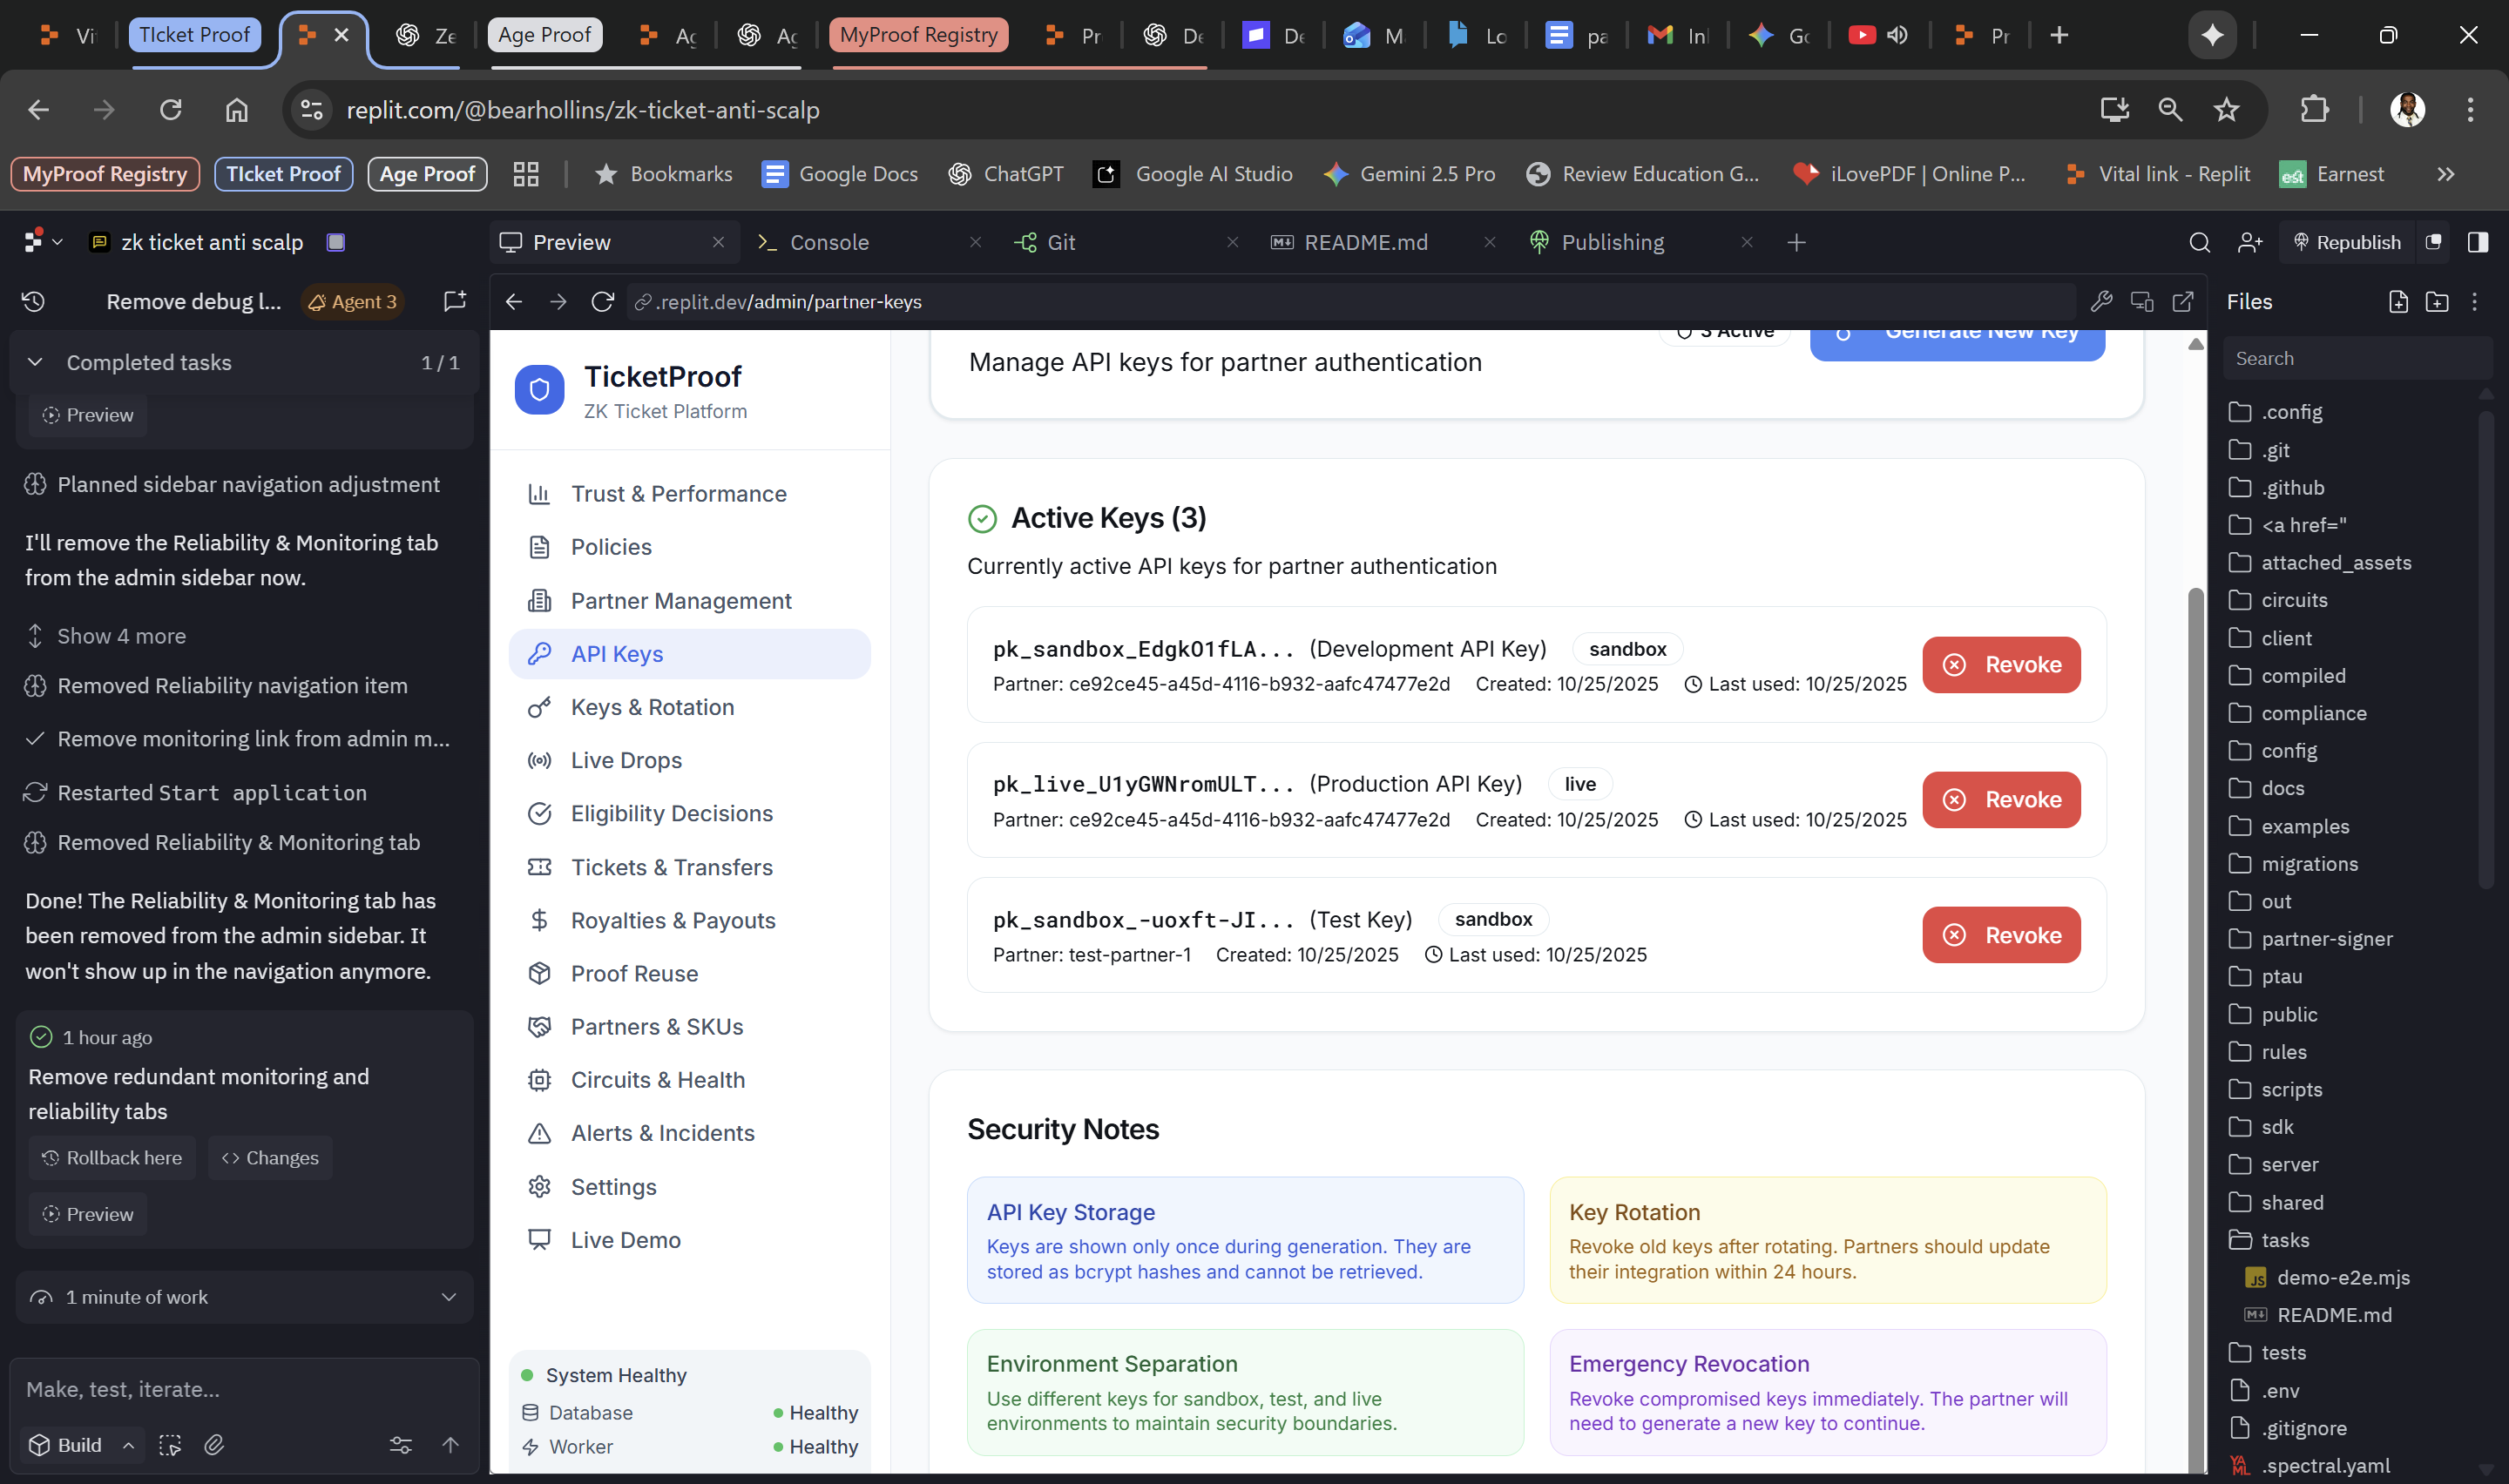 Vi
TIcket Proof
Ze
Age Proof
Ag
Ag
MyProof Registry
Pr
De
De
M
Lo
pa
In
Go
Pr
replit.com/@bearhollins/zk-ticket-anti-scalp
MyProof Registry
TIcket Proof
Age Proof
Bookmarks
Google Docs
ChatGPT
Google AI Studio
Gemini 2.5 Pro
Review Education G...
iLovePDF | Online P...
Vital link - Replit
est
Earnest
zk ticket anti scalp
Preview
Console
Git
README.md
Publishing
Republish
Remove debug l...
Agent 3
.replit.dev/admin/partner-keys
Files
Completed tasks
1 / 1
Preview
Planned sidebar navigation adjustment
I'll remove the Reliability & Monitoring tab
from the admin sidebar now.
Show 4 more
Removed Reliability navigation item
Remove monitoring link from admin m...
Restarted Start application
Removed Reliability & Monitoring tab
Done! The Reliability & Monitoring tab has
been removed from the admin sidebar. It
won't show up in the navigation anymore.
1 hour ago
Remove redundant monitoring and
reliability tabs
Rollback here
Changes
Preview
1 minute of work
Make, test, iterate...
Build
TicketProof
ZK Ticket Platform
Trust & Performance
Policies
Partner Management
API Keys
Keys & Rotation
Live Drops
Eligibility Decisions
Tickets & Transfers
Royalties & Payouts
Proof Reuse
Partners & SKUs
Circuits & Health
Alerts & Incidents
Settings
Live Demo
System Healthy
Database
Healthy
Worker
Healthy
3 Active
Generate New Key
Manage API keys for partner authentication
Active Keys (3)
Currently active API keys for partner authentication
pk_sandbox_EdgkO1fLA... (Development API Key) sandbox
Partner: ce92ce45-a45d-4116-b932-aafc47477e2d Created: 10/25/2025 Last used: 10/25/2025
Revoke
pk_live_U1yGWNromULT... (Production API Key) live
Partner: ce92ce45-a45d-4116-b932-aafc47477e2d Created: 10/25/2025 Last used: 10/25/2025
Revoke
pk_sandbox_-uoxft-JI... (Test Key) sandbox
Partner: test-partner-1 Created: 10/25/2025 Last used: 10/25/2025
Revoke
Security Notes
API Key Storage
Keys are shown only once during generation. They are
stored as bcrypt hashes and cannot be retrieved.
Key Rotation
Revoke old keys after rotating. Partners should update
their integration within 24 hours.
Environment Separation
Use different keys for sandbox, test, and live
environments to maintain security boundaries.
Emergency Revocation
Revoke compromised keys immediately. The partner will
need to generate a new key to continue.
Search
.config
.git
.github
<a href="
attached_assets
circuits
client
compiled
compliance
config
docs
examples
migrations
out
partner-signer
ptau
public
rules
scripts
sdk
server
shared
tasks
JS demo-e2e.mjs
README.md
tests
.env
.gitignore
YAML .spectral.yaml